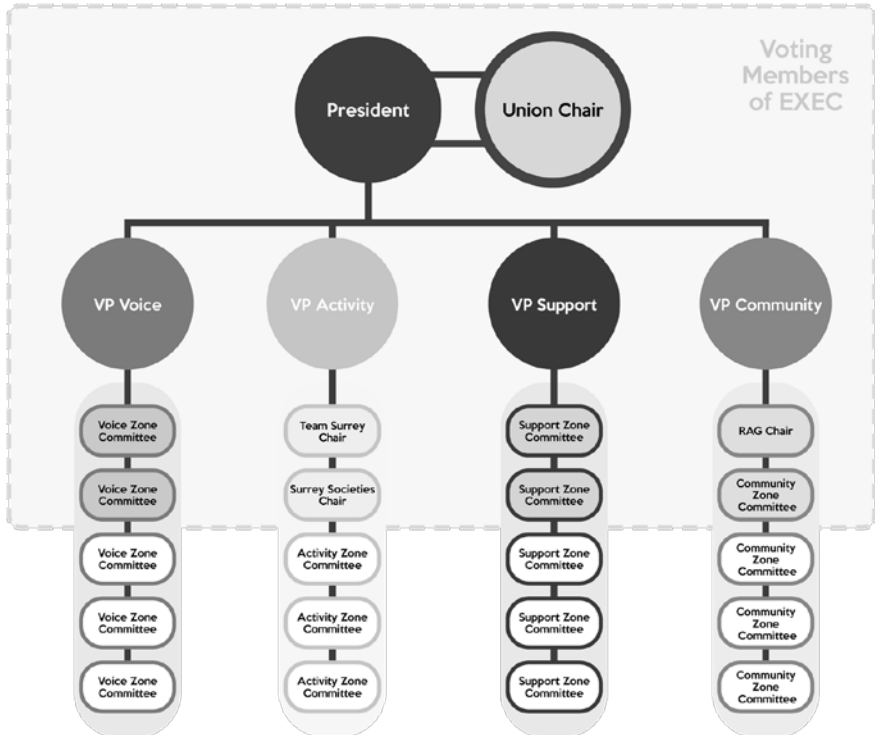 Voting
Members
of EXEC
President
Union Chair
VP Voice
VP Activity
VP Support
VP Community
Voice Zone
Committee
Team Surrey
Chair
Support Zone
Committee
RAG Chair
Voice Zone
Committee
Surrey Societies
Chair
Support Zone
Committee
Community
Zone
Committee
Voice Zone
Committee
Activity Zone
Committee
Support Zone
Committee
Community
Zone
Committee
Voice Zone
Committee
Activity Zone
Committee
Support Zone
Committee
Community
Zone
Committee
Voice Zone
Committee
Activity Zone
Committee
Support Zone
Committee
Community
Zone
Committee